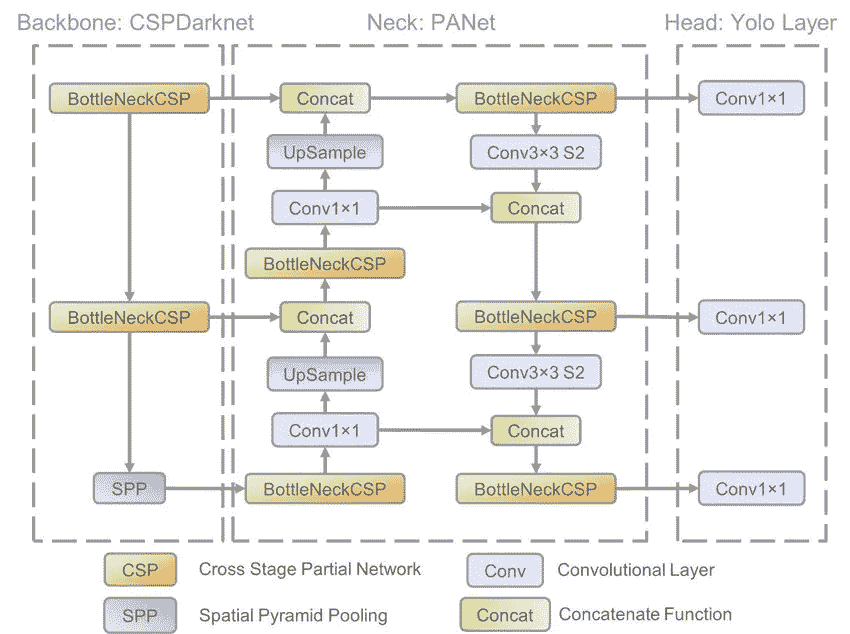 Backbone: CSPDarknet
Neck: PANet
Head: Yolo Layer
BottleNeckCSP
Concat
BottleNeckCSP
Conv1×1
UpSample
Conv3×3 S2
Conv1×1
Concat
BottleNeckCSP
BottleNeckCSP
Concat
BottleNeckCSP
Conv1×1
UpSample
Conv3×3 S2
Conv1×1
Concat
SPP
BottleNeckCSP
BottleNeckCSP
Conv1×1
CSP
Cross Stage Partial Network
Conv
Convolutional Layer
SPP
Spatial Pyramid Pooling
Concat
Concatenate Function